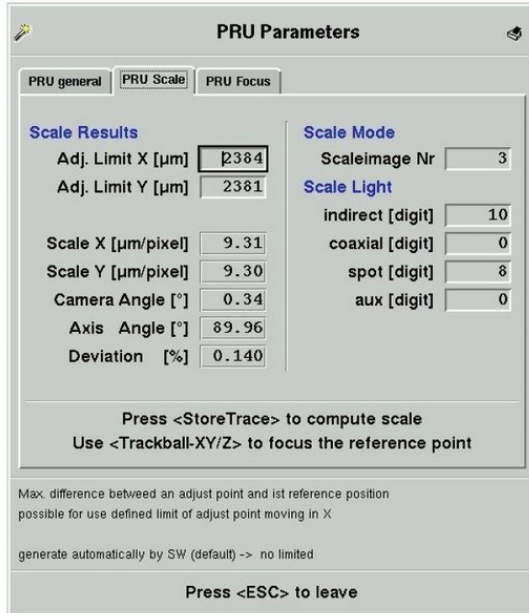 PRU Parameters
PRU general PRU Scale PRU Focus
Scale Results
Adj. Limit X [µm] 2384
Adj. Limit Y [µm] 2381
Scale X [µm/pixel] 9.31
Scale Y [µm/pixel] 9.30
Camera Angle [°] 0.34
Axis Angle [°] 89.96
Deviation [%] 0.140
Scale Mode
Scaleimage Nr 3
Scale Light
indirect [digit] 10
coaxial [digit] 0
spot [digit] 8
aux [digit] 0
Press <StoreTrace> to compute scale
Use <Trackball-XY/Z> to focus the reference point
Max. difference betweed an adjust point and ist reference position
possible for use defined limit of adjust point moving in X
generate automatically by SW (default) -> no limited
Press <ESC> to leave